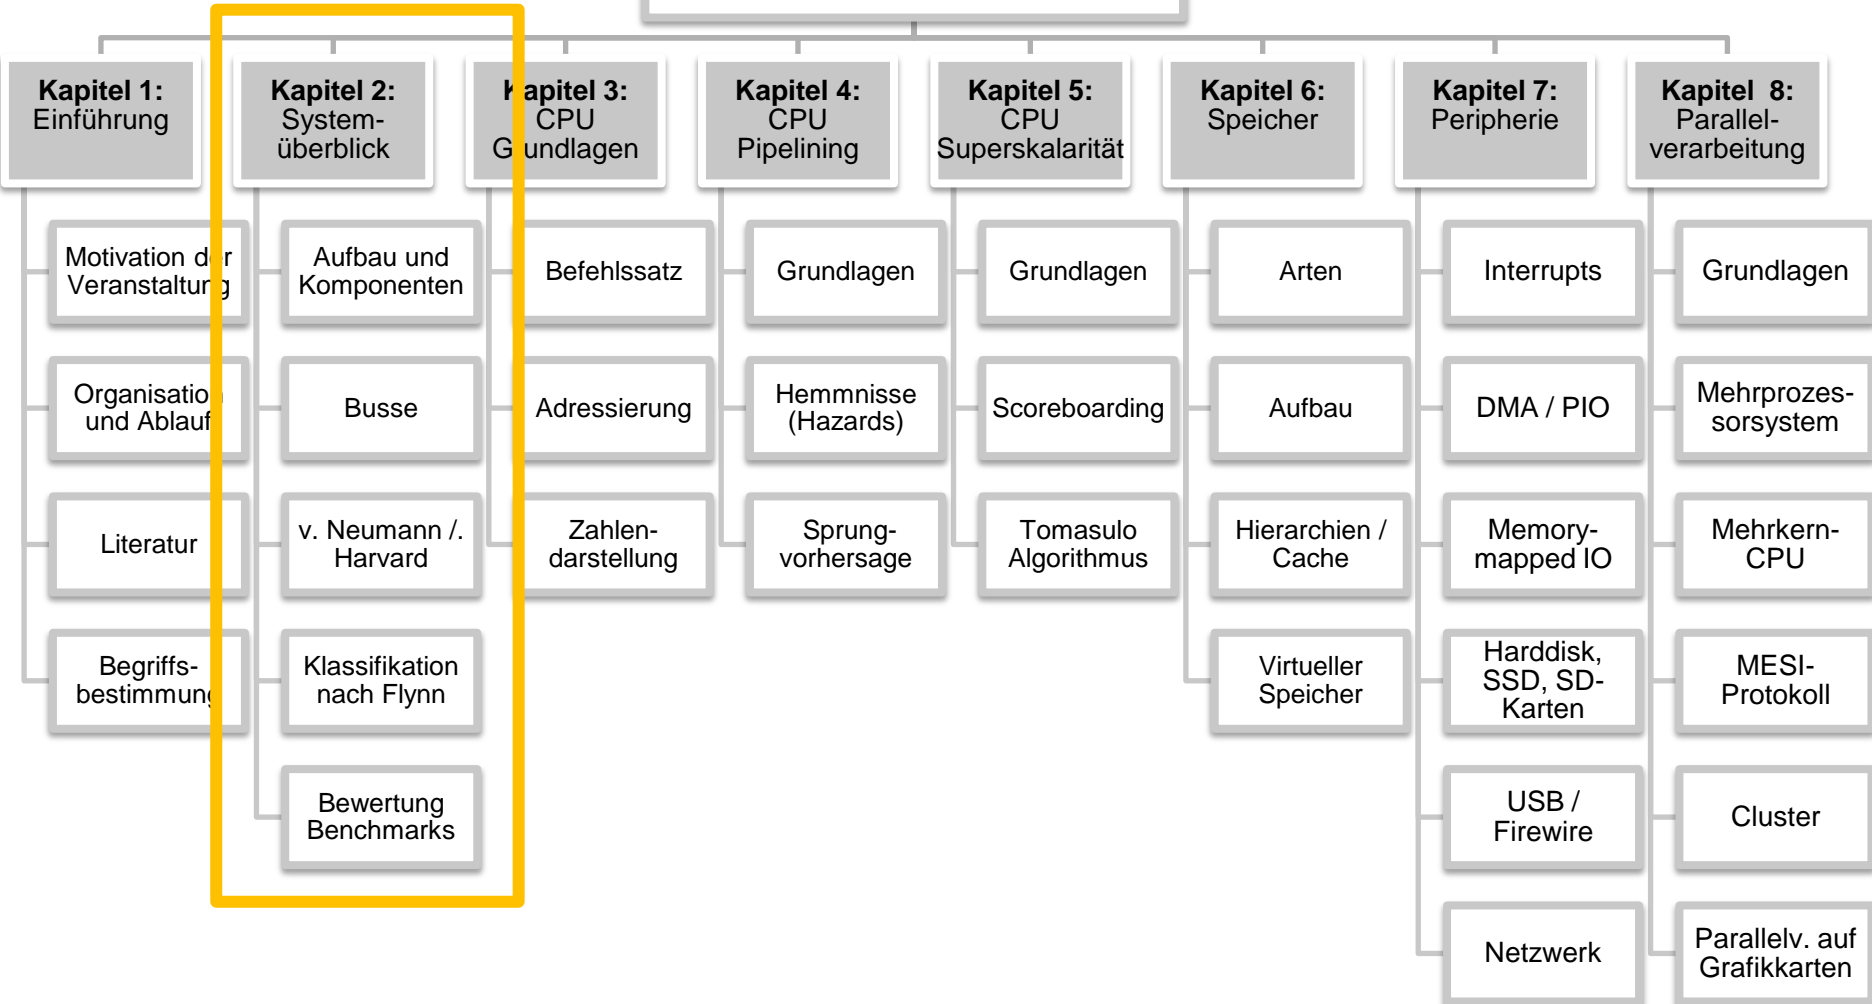 Kapitel 1:
Einführung
Motivation der
Veranstaltung
Organisation
und Ablauf
Literatur
Begriffs-
bestimmung
Kapitel 2:
System-
überblick
Aufbau und
Komponenten
Busse
v. Neumann /.
Harvard
Klassifikation
nach Flynn
Bewertung
Benchmarks
Kapitel 3:
CPU
Grundlagen
Befehlssatz
Adressierung
Zahlen-
darstellung
Kapitel 4:
CPU
Pipelining
Grundlagen
Hemmnisse
(Hazards)
Sprung-
vorhersage
Kapitel 5:
CPU
Superskalarität
Grundlagen
Scoreboarding
Tomasulo
Algorithmus
Kapitel 6:
Speicher
Arten
Aufbau
Hierarchien /
Cache
Virtueller
Speicher
Kapitel 7:
Peripherie
Interrupts
DMA / PIO
Memory-
mapped IO
Harddisk,
SSD, SD-
Karten
USB /
Firewire
Netzwerk
Kapitel 8:
Parallel-
verarbeitung
Grundlagen
Mehrprozes-
sorsystem
Mehrkern-
CPU
MESI-
Protokoll
Cluster
Parallelv. auf
Grafikkarten